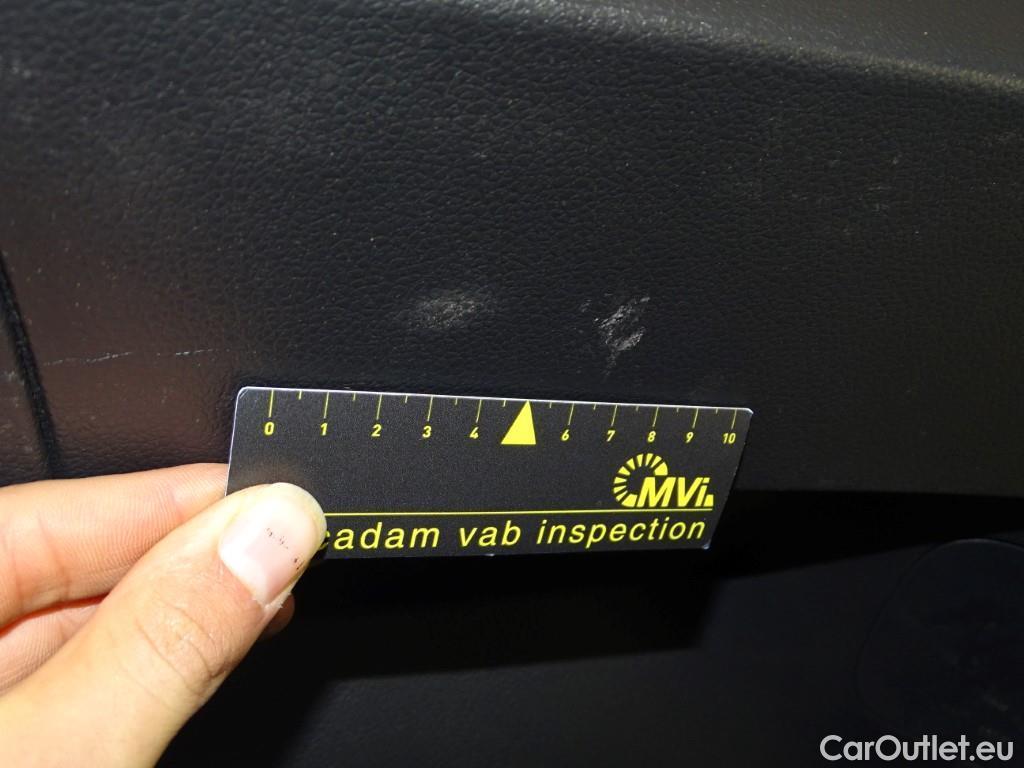 0 1 2 3 4 6 7 8 9 10
MVi
cadam vab inspection
CarOutlet.eu